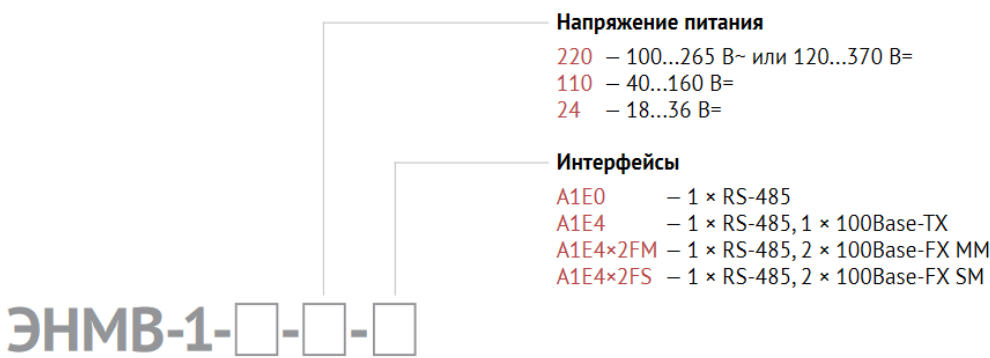 Напряжение питания
220 – 100...265 В~ или 120...370 В=
110 – 40...160 В=
24 – 18...36 В=
Интерфейсы
A1E0 – 1 × RS-485
A1E4 – 1 × RS-485, 1 × 100Base-TX
A1E4×2FM – 1 × RS-485, 2 × 100Base-FX MM
A1E4×2FS – 1 × RS-485, 2 × 100Base-FX SM
ЭНМВ-1-□-□-□